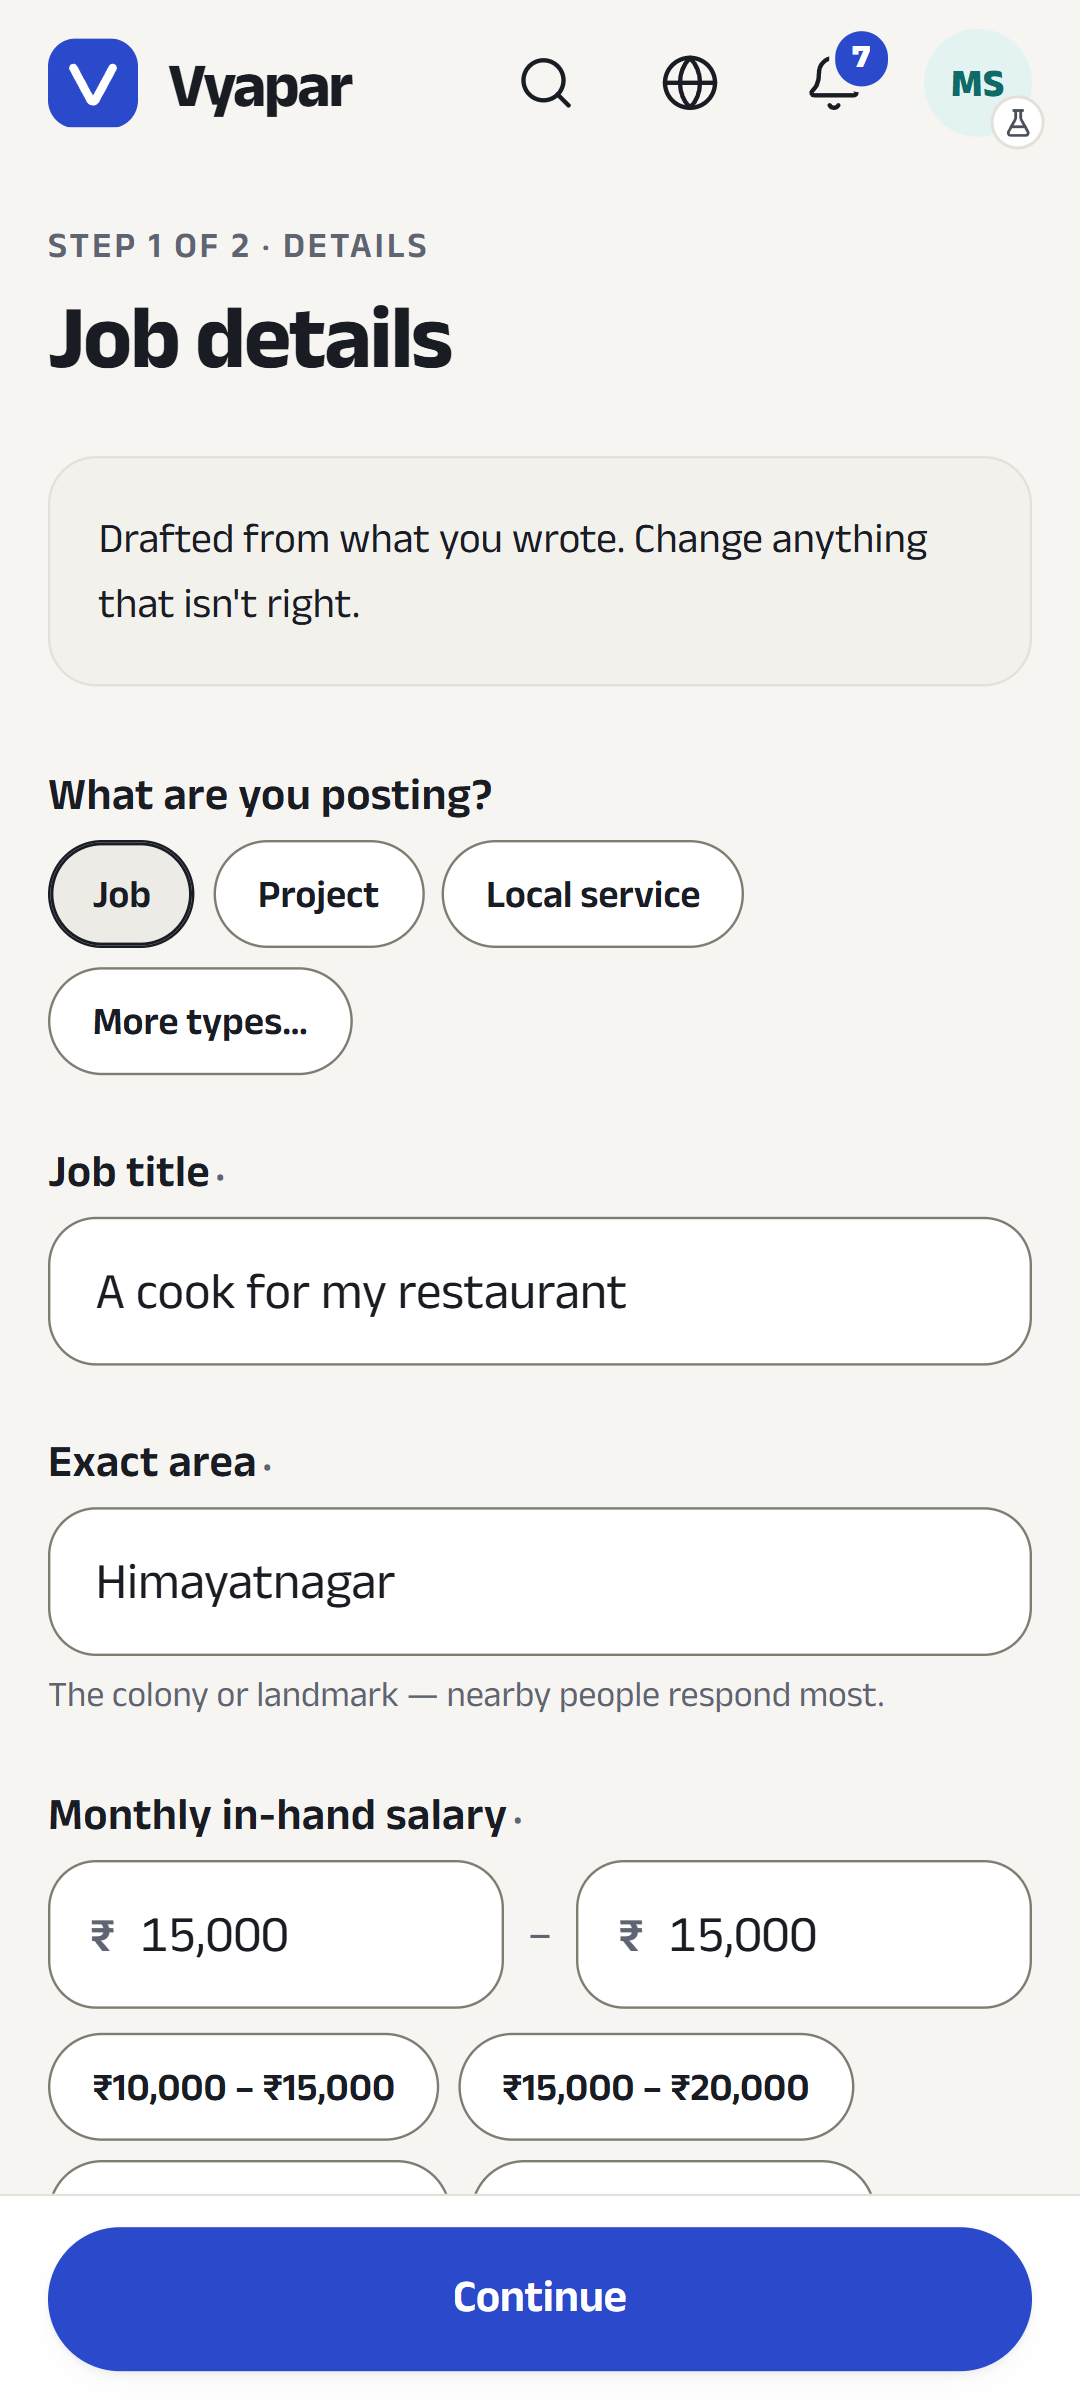 Vyapar
7
MS
STEP 1 OF 2 · DETAILS
Job details
Drafted from what you wrote. Change anything
that isn't right.
What are you posting?
Job
Project
Local service
More types...
Job title ·
A cook for my restaurant
Exact area ·
Himayatnagar
The colony or landmark — nearby people respond most.
Monthly in-hand salary ·
₹ 15,000 – ₹ 15,000
₹10,000 – ₹15,000
₹15,000 – ₹20,000
Continue